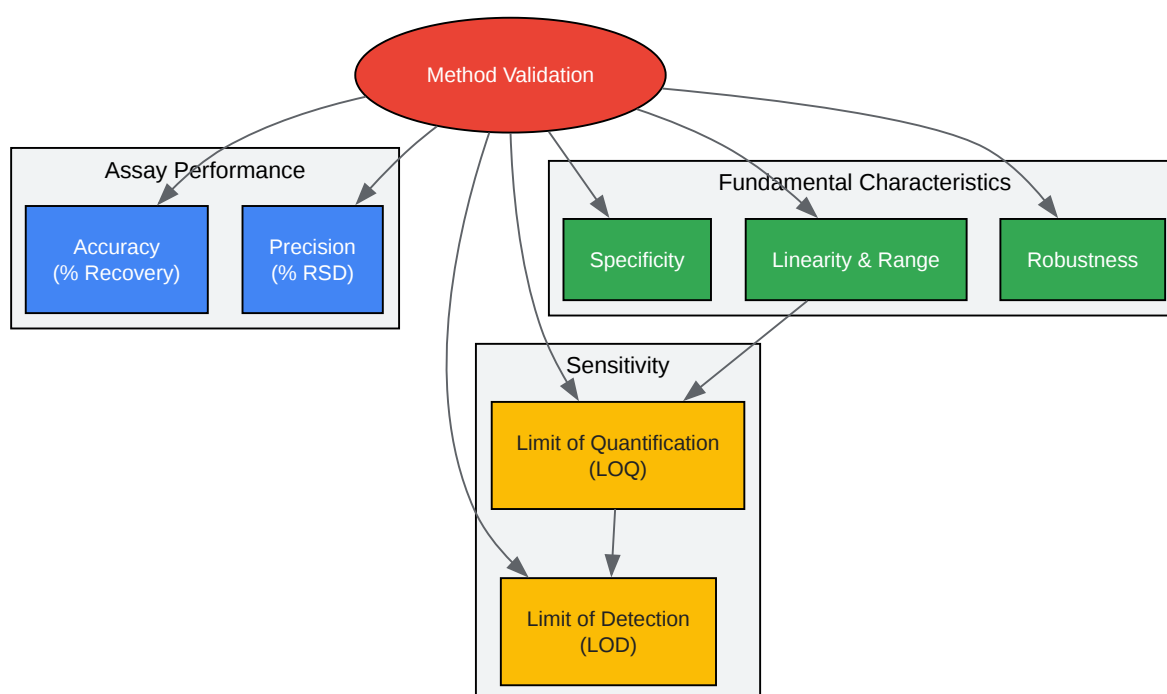 Method Validation
Assay Performance
Accuracy
(% Recovery)
Precision
(% RSD)
Fundamental Characteristics
Specificity
Linearity & Range
Robustness
Sensitivity
Limit of Quantification
(LOQ)
Limit of Detection
(LOD)